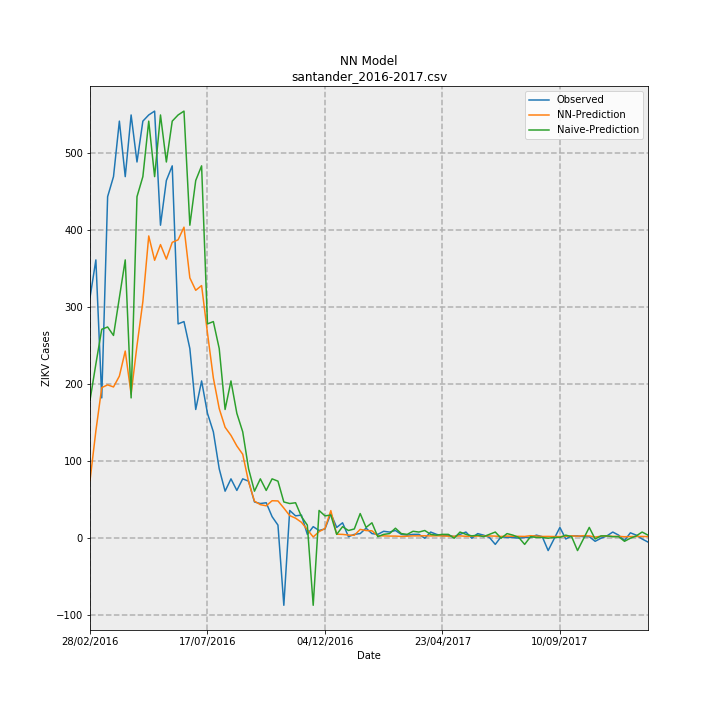 NN Model
santander_2016-2017.csv
Observed
NN-Prediction
Naive-Prediction
ZIKV Cases
500
400
300
200
100
0
−100
28/02/2016
17/07/2016
04/12/2016
23/04/2017
10/09/2017
Date